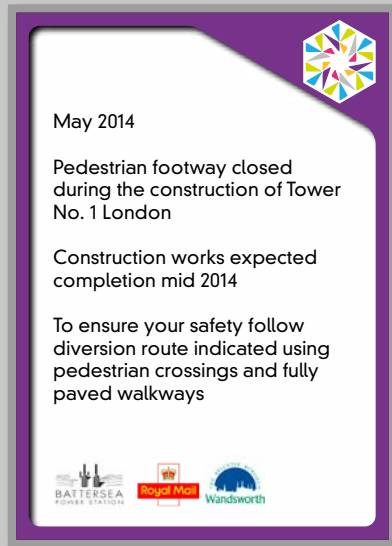 May 2014
Pedestrian footway closed
during the construction of Tower
No. 1 London
Construction works expected
completion mid 2014
To ensure your safety follow
diversion route indicated using
pedestrian crossings and fully
paved walkways
BATTERSEA
POWER STATION
Royal Mail
Wandsworth